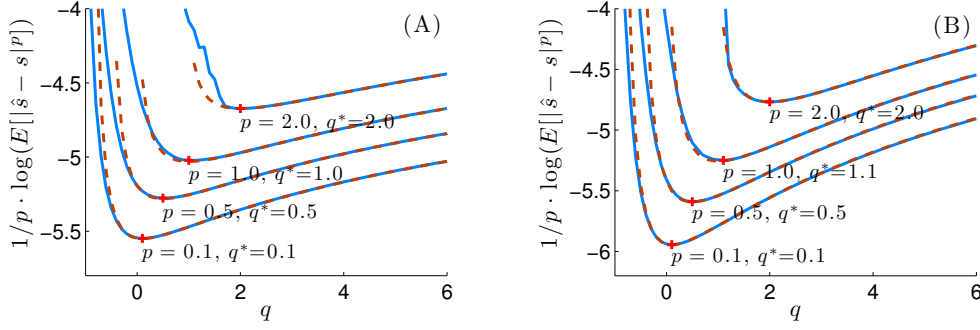 (A)
1/p · log(E[|ŝ − s|^p])
−4
−4.5
−5
−5.5
p = 2.0, q*=2.0
p = 1.0, q*=1.0
p = 0.5, q*=0.5
p = 0.1, q*=0.1
0 2 4 6
q
(B)
1/p · log(E[|ŝ − s|^p])
−4
−4.5
−5
−5.5
−6
p = 2.0, q*=2.0
p = 1.0, q*=1.1
p = 0.5, q*=0.5
p = 0.1, q*=0.1
0 2 4 6
q